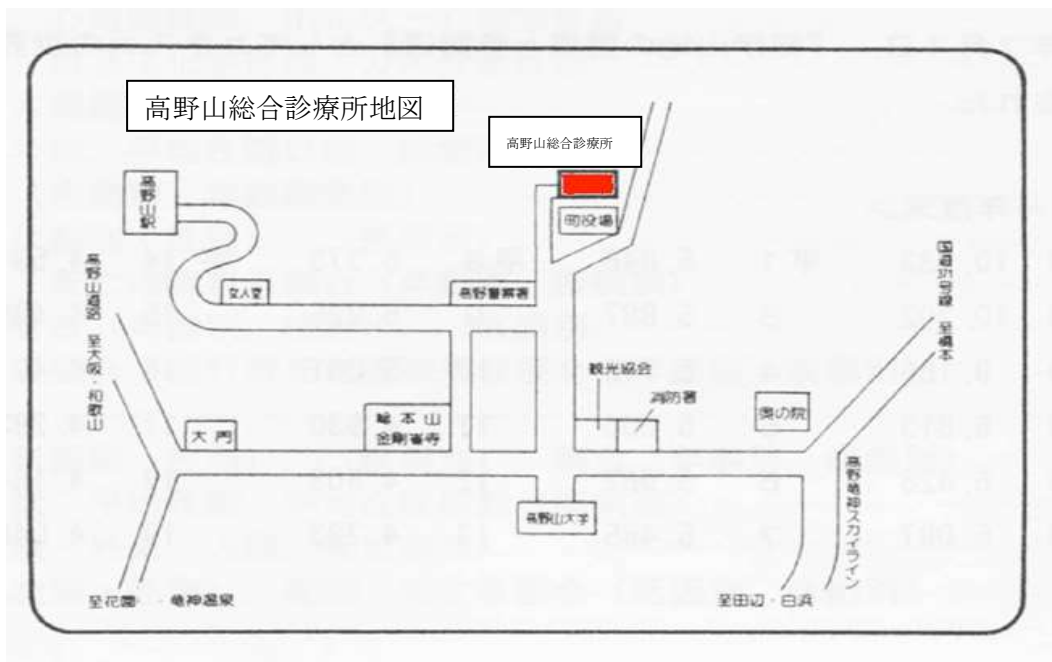 高野山総合診療所地図
高野山総合診療所
高野山駅
町役場
女人堂
高野警察署
高野山道路 至大阪・和歌山
国道371号線 至橋本
観光協会
消防署
奥の院
大門
総本山
金剛峯寺
高野山大学
高野竜神スカイライン
至花園・竜神温泉
至田辺・白浜